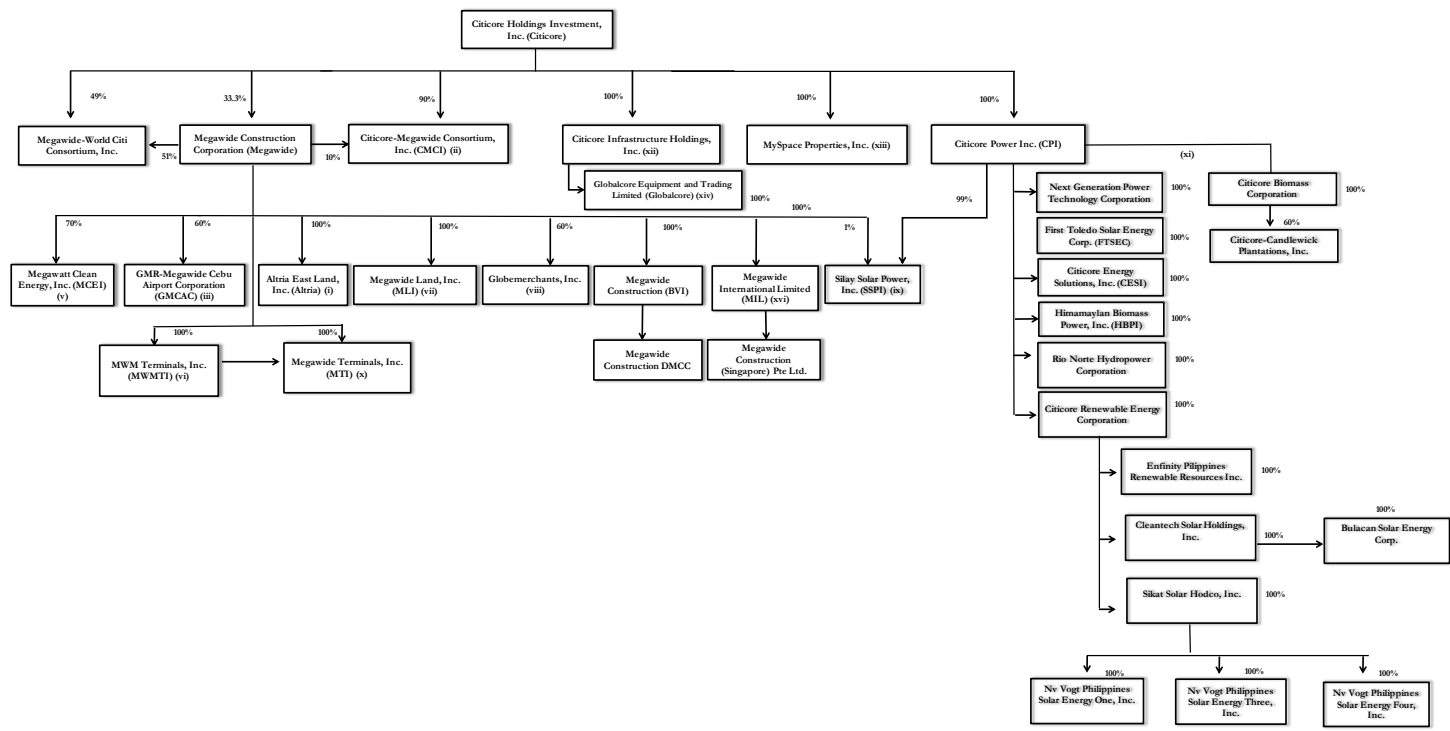 Citicore Holdings Investment,
Inc. (Citicore)
49%
33.3%
90%
100%
100%
100%
Megawide-World Citi
Consortium, Inc.
51%
Megawide Construction
Corporation (Megawide)
10%
Citicore-Megawide Consortium,
Inc. (CMCI) (ii)
Citicore Infrastructure Holdings,
Inc. (xii)
MySpace Properties, Inc. (xiii)
Citicore Power Inc. (CPI)
(xi)
Globalcore Equipment and Trading
Limited (Globalcore) (xiv)
100%
Next Generation Power
Technology Corporation
100%
Citicore Biomass
Corporation
100%
99%
70%
60%
100%
100%
60%
100%
100%
1%
First Toledo Solar Energy
Corp. (FTSEC)
100%
60%
Citicore-Candlewick
Plantations, Inc.
Megawatt Clean
Energy, Inc. (MCEI)
(v)
GMR-Megawide Cebu
Airport Corporation
(GMCAC) (iii)
Altria East Land,
Inc. (Altria) (i)
Megawide Land, Inc.
(MLI) (vii)
Globemerchants, Inc.
(viii)
Megawide
Construction (BVI)
Megawide
International Limited
(MIL) (xvi)
Silay Solar Power,
Inc. (SSPI) (ix)
Citicore Energy
Solutions, Inc. (CESI)
100%
Himamaylan Biomass
Power, Inc. (HBPI)
100%
100%
100%
MWM Terminals, Inc.
(MWMTI) (vi)
Megawide Terminals, Inc.
(MTI) (x)
Megawide
Construction DMCC
Megawide
Construction
(Singapore) Pte Ltd.
Rio Norte Hydropower
Corporation
100%
Citicore Renewable Energy
Corporation
100%
Enfinity Pilippines
Renewable Resources Inc.
100%
Cleantech Solar Holdings,
Inc.
100%
100%
Bulacan Solar Energy
Corp.
Sikat Solar Hodco, Inc.
100%
100%
100%
100%
Nv Vogt Philippines
Solar Energy One, Inc.
Nv Vogt Philippines
Solar Energy Three,
Inc.
Nv Vogt Philippines
Solar Energy Four,
Inc.